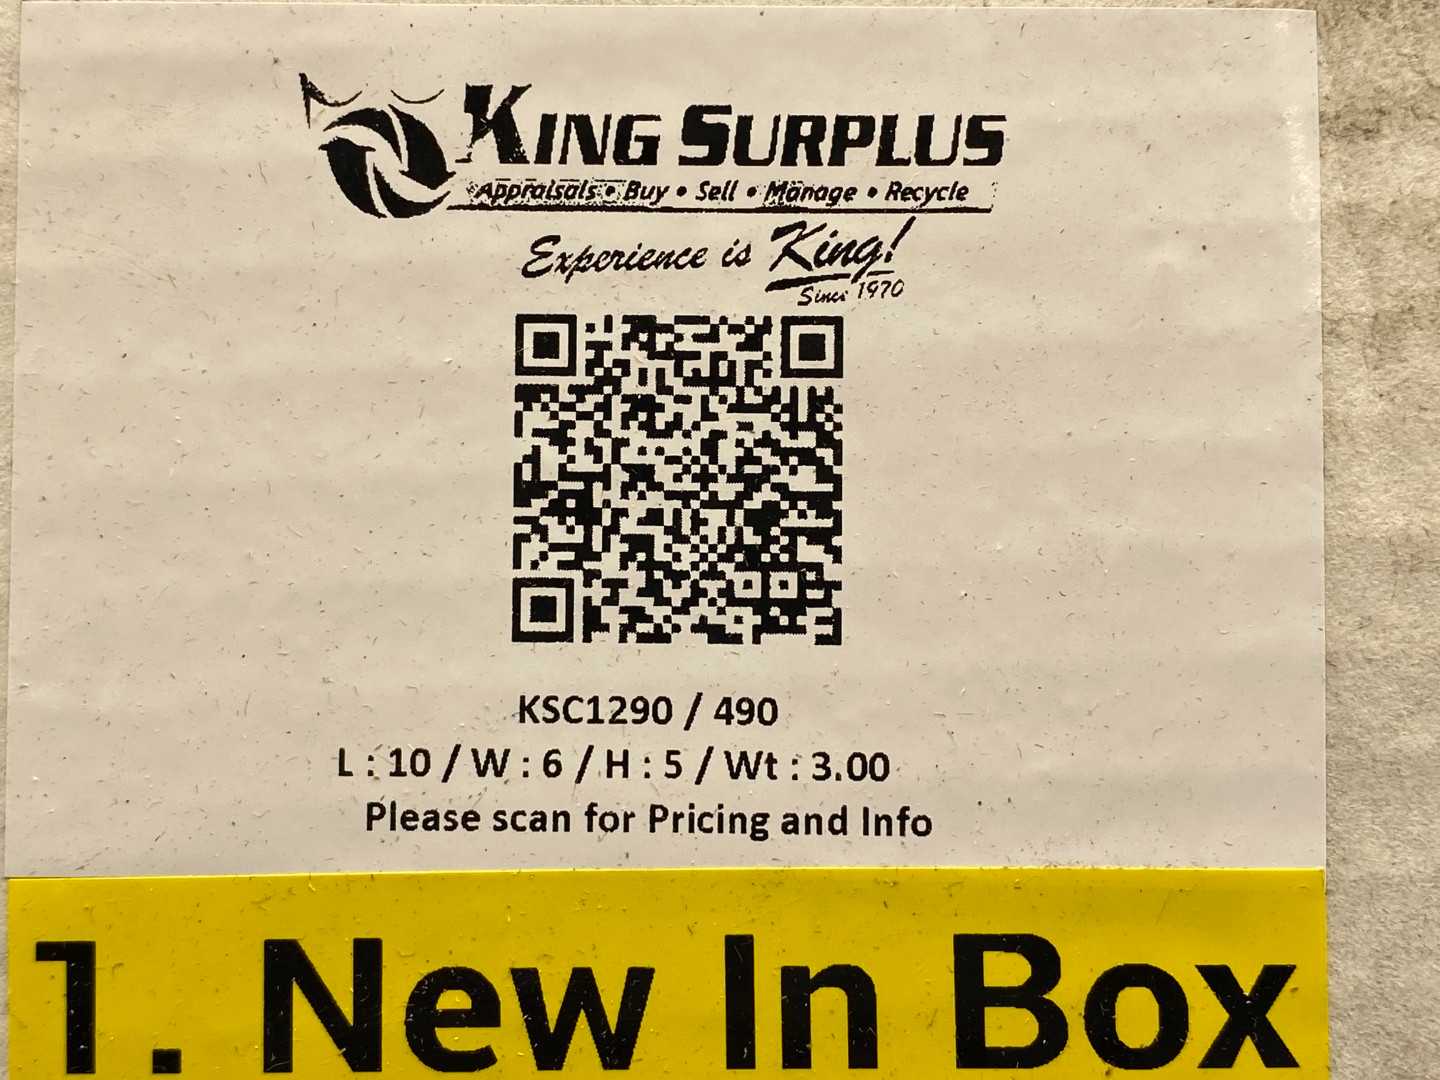 KING SURPLUS
Appraisals • Buy • Sell • Manage • Recycle
Experience is King!
Since 1970
KSC1290 / 490
L : 10 / W : 6 / H : 5 / Wt : 3.00
Please scan for Pricing and Info
1. New In Box